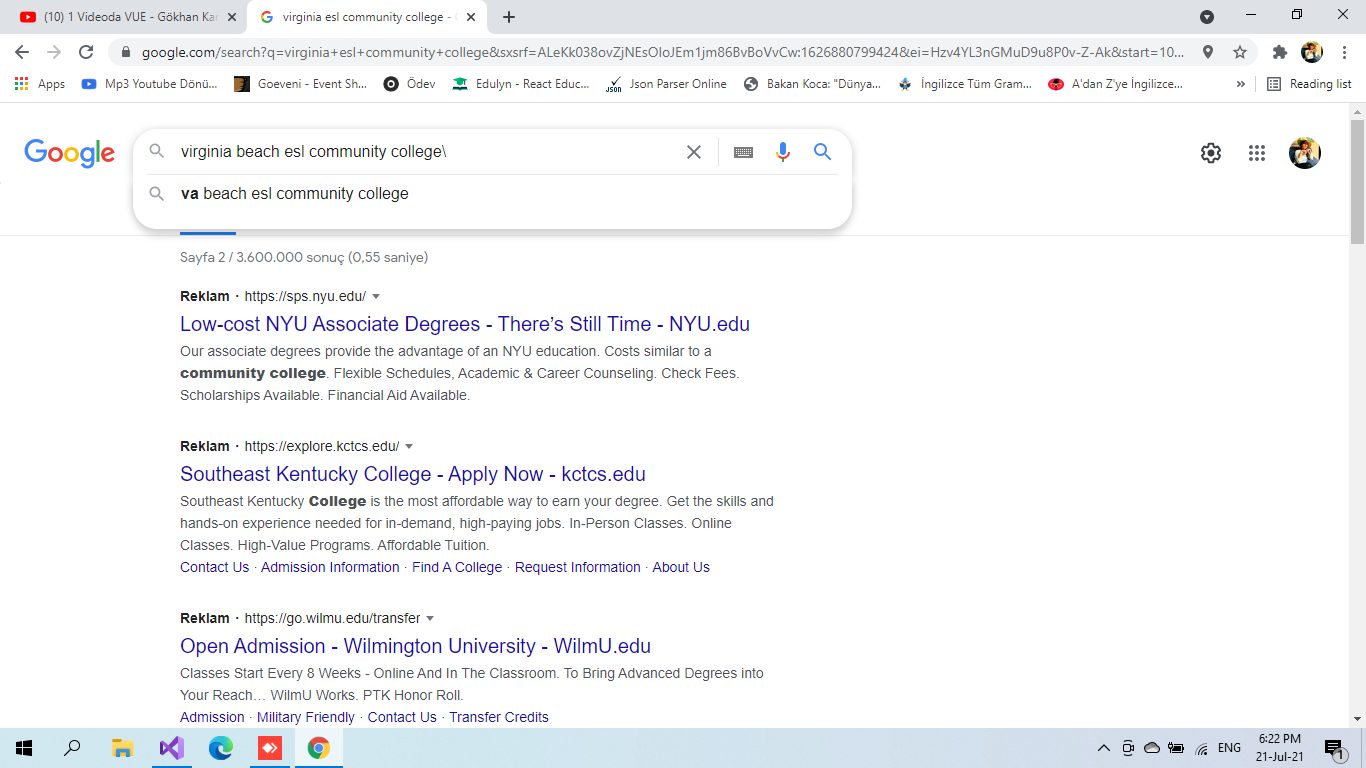 (10) 1 Videoda VUE - Gökhan Kar
virginia esl community college -
google.com/search?q=virginia+esl+community+college&sxsrf=ALeKk038ovZjNEsOIoJEm1jm86BvBoVvCw:1626880799424&ei=Hzv4YL3nGMuD9u8P0v-Z-Ak&start=10...
Apps
Mp3 Youtube Dönü...
Goeveni - Event Sh...
Ödev
Edulyn - React Educ...
Json Parser Online
Bakan Koca: "Dünya...
İngilizce Tüm Gram...
A'dan Z'ye İngilizce...
»
Reading list
Google
virginia beach esl community college\
va beach esl community college
Sayfa 2 / 3.600.000 sonuç (0,55 saniye)
Reklam · https://sps.nyu.edu/
Low-cost NYU Associate Degrees - There's Still Time - NYU.edu
Our associate degrees provide the advantage of an NYU education. Costs similar to a
community college. Flexible Schedules, Academic & Career Counseling. Check Fees.
Scholarships Available. Financial Aid Available.
Reklam · https://explore.kctcs.edu/
Southeast Kentucky College - Apply Now - kctcs.edu
Southeast Kentucky College is the most affordable way to earn your degree. Get the skills and
hands-on experience needed for in-demand, high-paying jobs. In-Person Classes. Online
Classes. High-Value Programs. Affordable Tuition.
Contact Us · Admission Information · Find A College · Request Information · About Us
Reklam · https://go.wilmu.edu/transfer
Open Admission - Wilmington University - WilmU.edu
Classes Start Every 8 Weeks - Online And In The Classroom. To Bring Advanced Degrees into
Your Reach… WilmU Works. PTK Honor Roll.
Admission · Military Friendly · Contact Us · Transfer Credits
ENG
6:22 PM
21-Jul-21
1